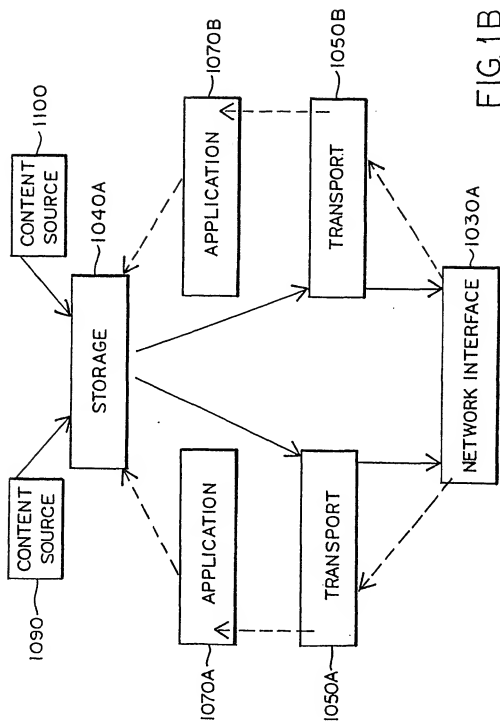 1090
CONTENT
SOURCE
CONTENT
SOURCE
1100
STORAGE
1040A
1070A
APPLICATION
APPLICATION
1070B
1050A
TRANSPORT
TRANSPORT
1050B
NETWORK INTERFACE
1030A
FIG. 1B